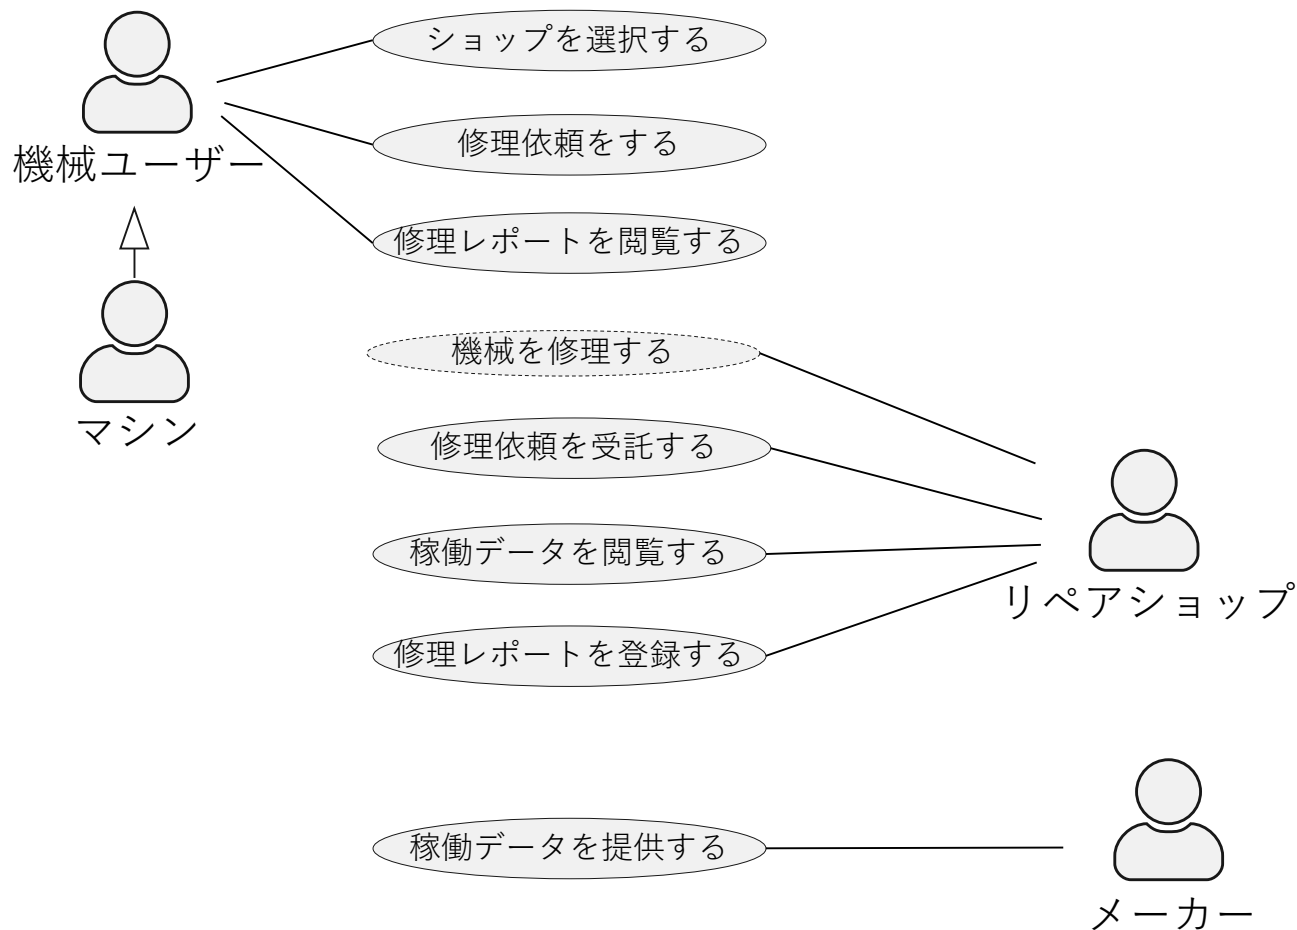 ショップを選択する
修理依頼をする
機械ユーザー
修理レポートを閲覧する
機械を修理する
マシン
修理依頼を受託する
稼働データを閲覧する
リペアショップ
修理レポートを登録する
稼働データを提供する
メーカー